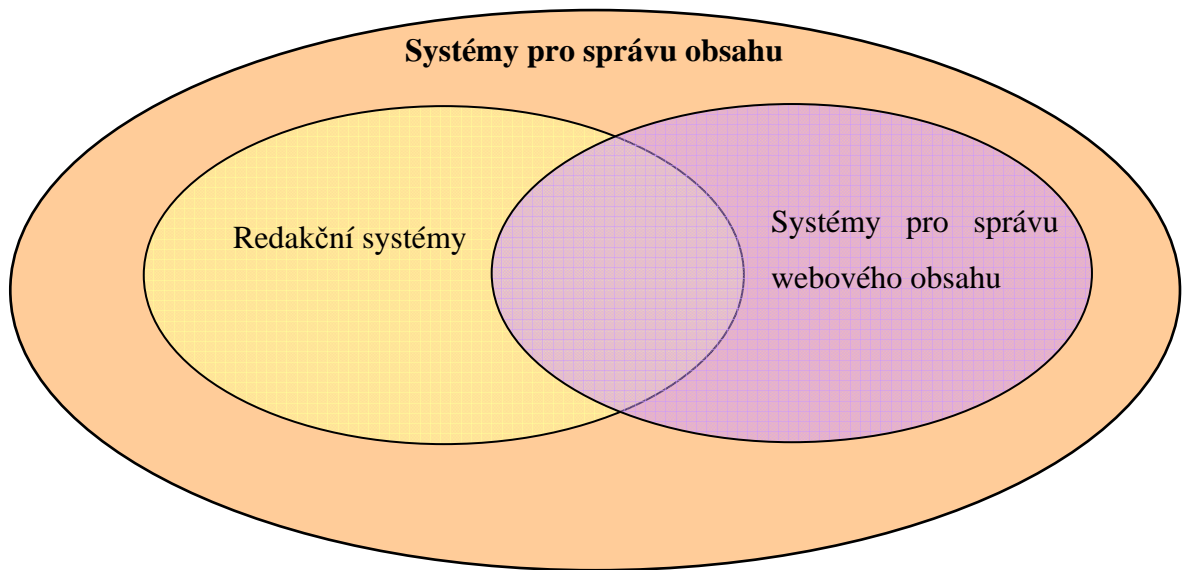 Systémy pro správu obsahu
Redakční systémy
Systémy pro správu
webového obsahu